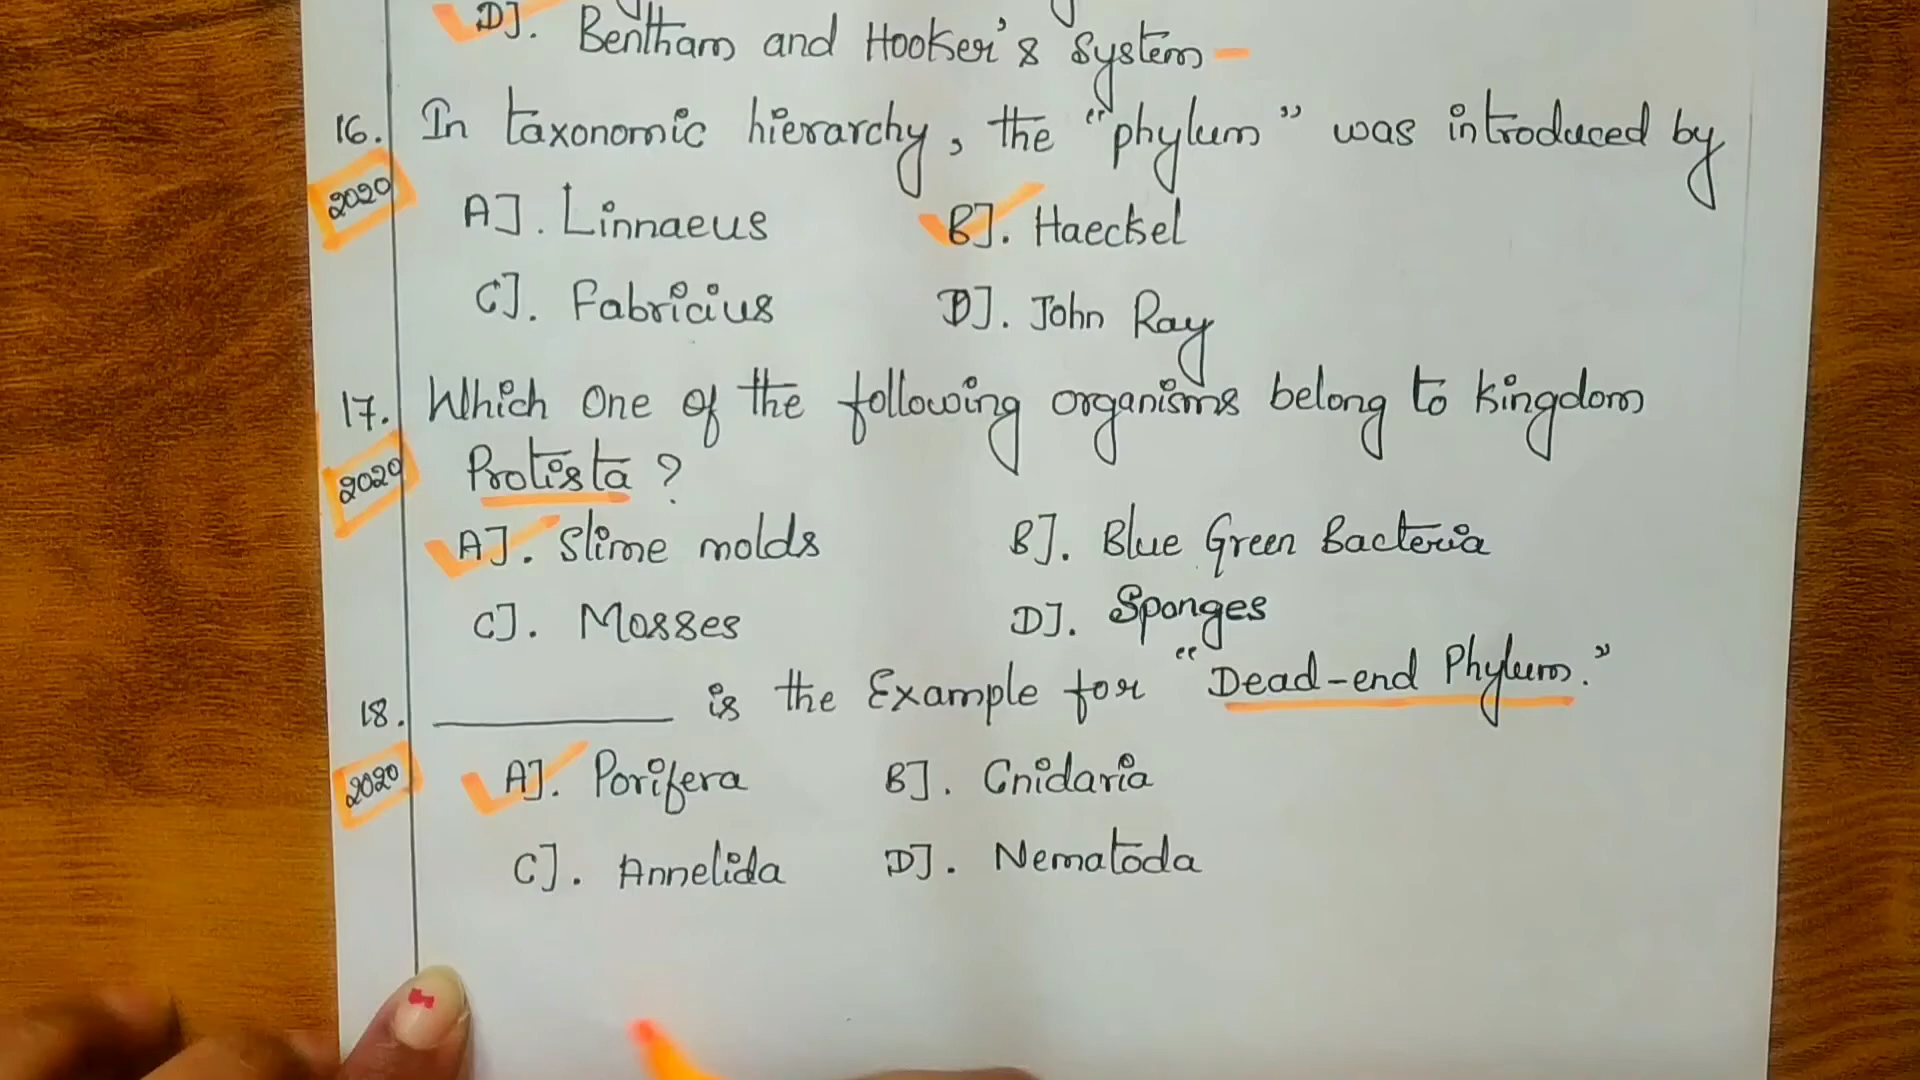 D]. Bentham and Hooker's System -
16. In taxonomic hierarchy, the "phylum" was introduced by
2020
A]. Linnaeus B]. Haeckel
C]. Fabricius D]. John Ray
17. Which One of the following organisms belong to kingdom
2020 Protista ?
A]. Slime molds B]. Blue Green Bacteria
C]. Mosses D]. Sponges
18. ________ is the Example for "Dead-end Phylum."
2020 A]. Porifera B]. Cnidaria
C]. Annelida D]. Nematoda